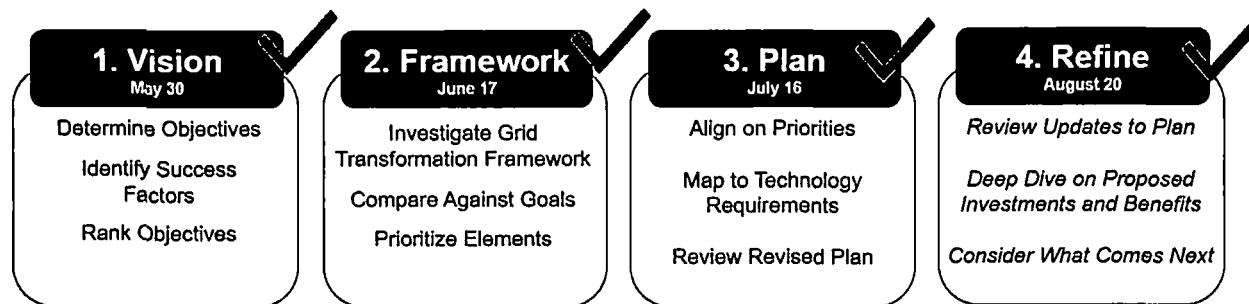 1. Vision
May 30
Determine Objectives
Identify Success
Factors
Rank Objectives
2. Framework
June 17
Investigate Grid
Transformation Framework
Compare Against Goals
Prioritize Elements
3. Plan
July 16
Align on Priorities
Map to Technology
Requirements
Review Revised Plan
4. Refine
August 20
Review Updates to Plan
Deep Dive on Proposed
Investments and Benefits
Consider What Comes Next